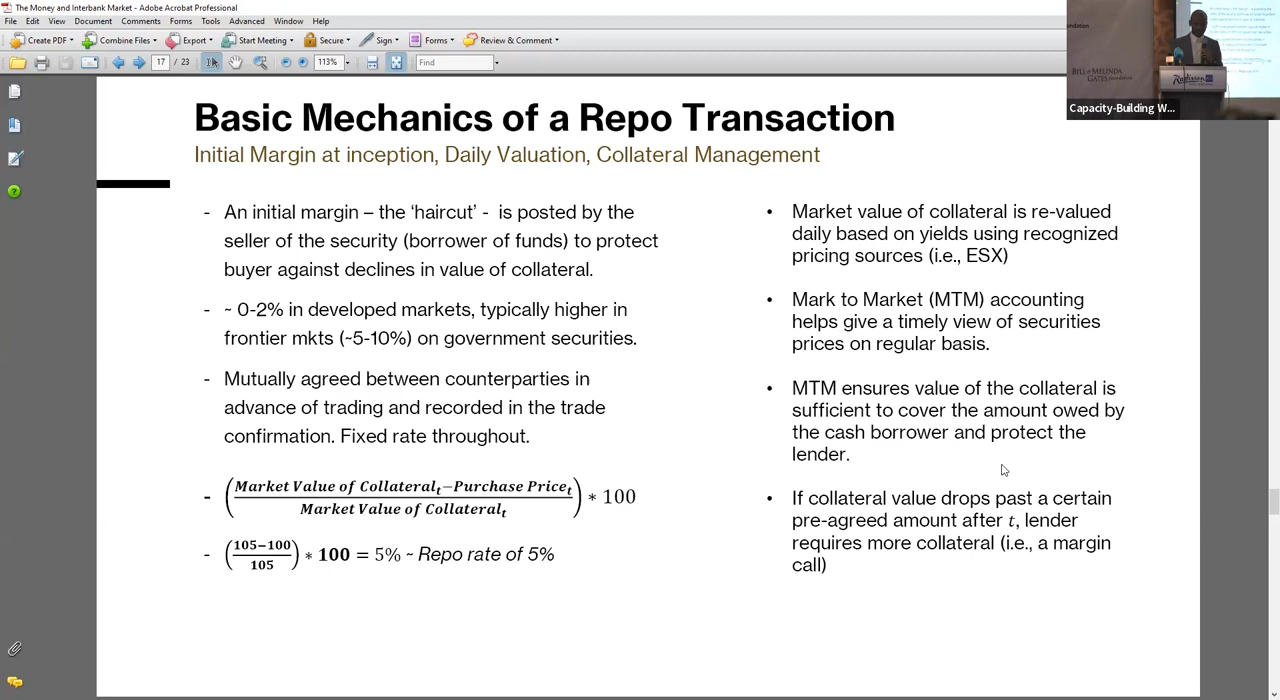 The Money and Interbank Market - Adobe Acrobat Professional
File Edit View Document Comments Forms Tools Advanced Window Help
Create PDF Combine Files Export Start Meeting Secure Sign Forms Review & Comment
17 / 23 113% Find
BILL & MELINDA
GATES foundation
Radisson
Capacity-Building W...
Basic Mechanics of a Repo Transaction
Initial Margin at inception, Daily Valuation, Collateral Management
- An initial margin – the ‘haircut’ - is posted by the
seller of the security (borrower of funds) to protect
buyer against declines in value of collateral.
- ~ 0-2% in developed markets, typically higher in
frontier mkts (~5-10%) on government securities.
- Mutually agreed between counterparties in
advance of trading and recorded in the trade
confirmation. Fixed rate throughout.
- (Market Value of Collateral_t−Purchase Price_t / Market Value of Collateral_t) * 100
- (105−100 / 105) * 100 = 5% ~ Repo rate of 5%
• Market value of collateral is re-valued
daily based on yields using recognized
pricing sources (i.e., ESX)
• Mark to Market (MTM) accounting
helps give a timely view of securities
prices on regular basis.
• MTM ensures value of the collateral is
sufficient to cover the amount owed by
the cash borrower and protect the
lender.
• If collateral value drops past a certain
pre-agreed amount after t, lender
requires more collateral (i.e., a margin
call)